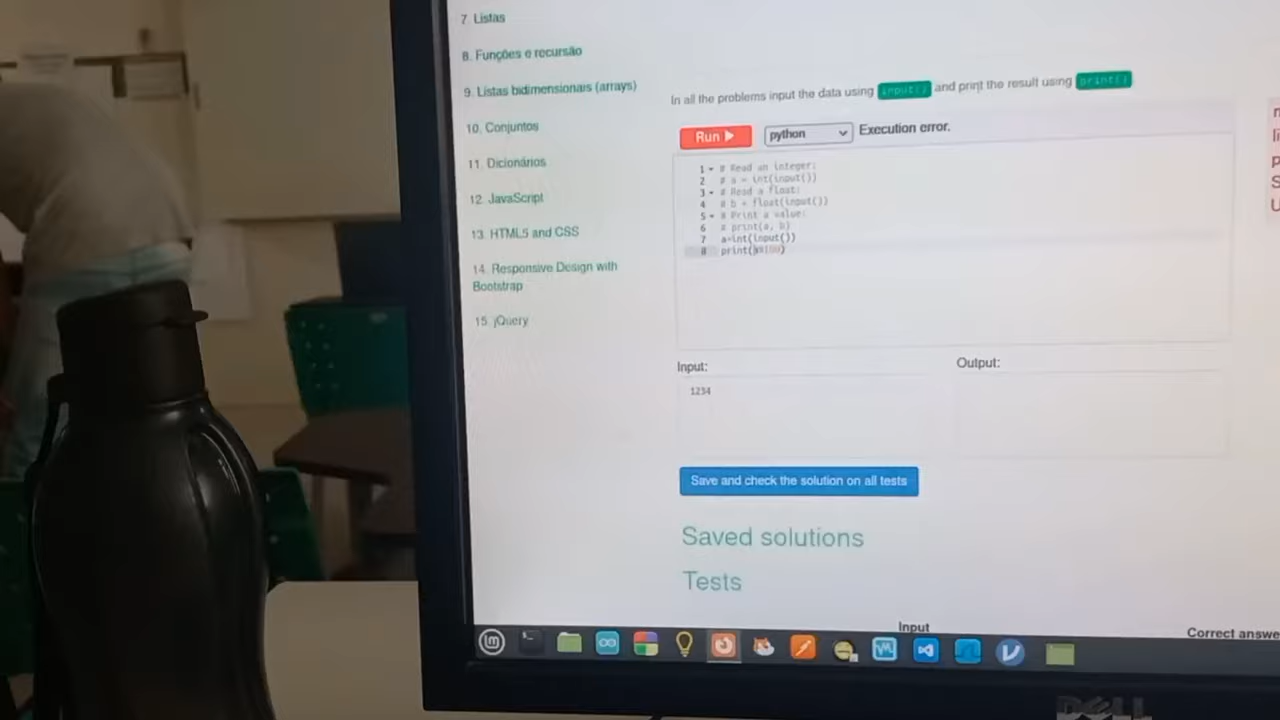 7. Listas
8. Funções e recursão
9. Listas bidimensionais (arrays)
10. Conjuntos
11. Dicionários
12. JavaScript
13. HTML5 and CSS
14. Responsive Design with
Bootstrap
15. jQuery
In all the problems input the data using input() and print the result using print()
Run python Execution error.
1 # Read an integer:
2 # a = int(input())
3 # Read a float:
4 # b = float(input())
5 # Print a value:
6 # print(a, b)
7 a=int(input())
8 print(
Input:
Output:
1234
Save and check the solution on all tests
Saved solutions
Tests
Input
Correct answe
DELL